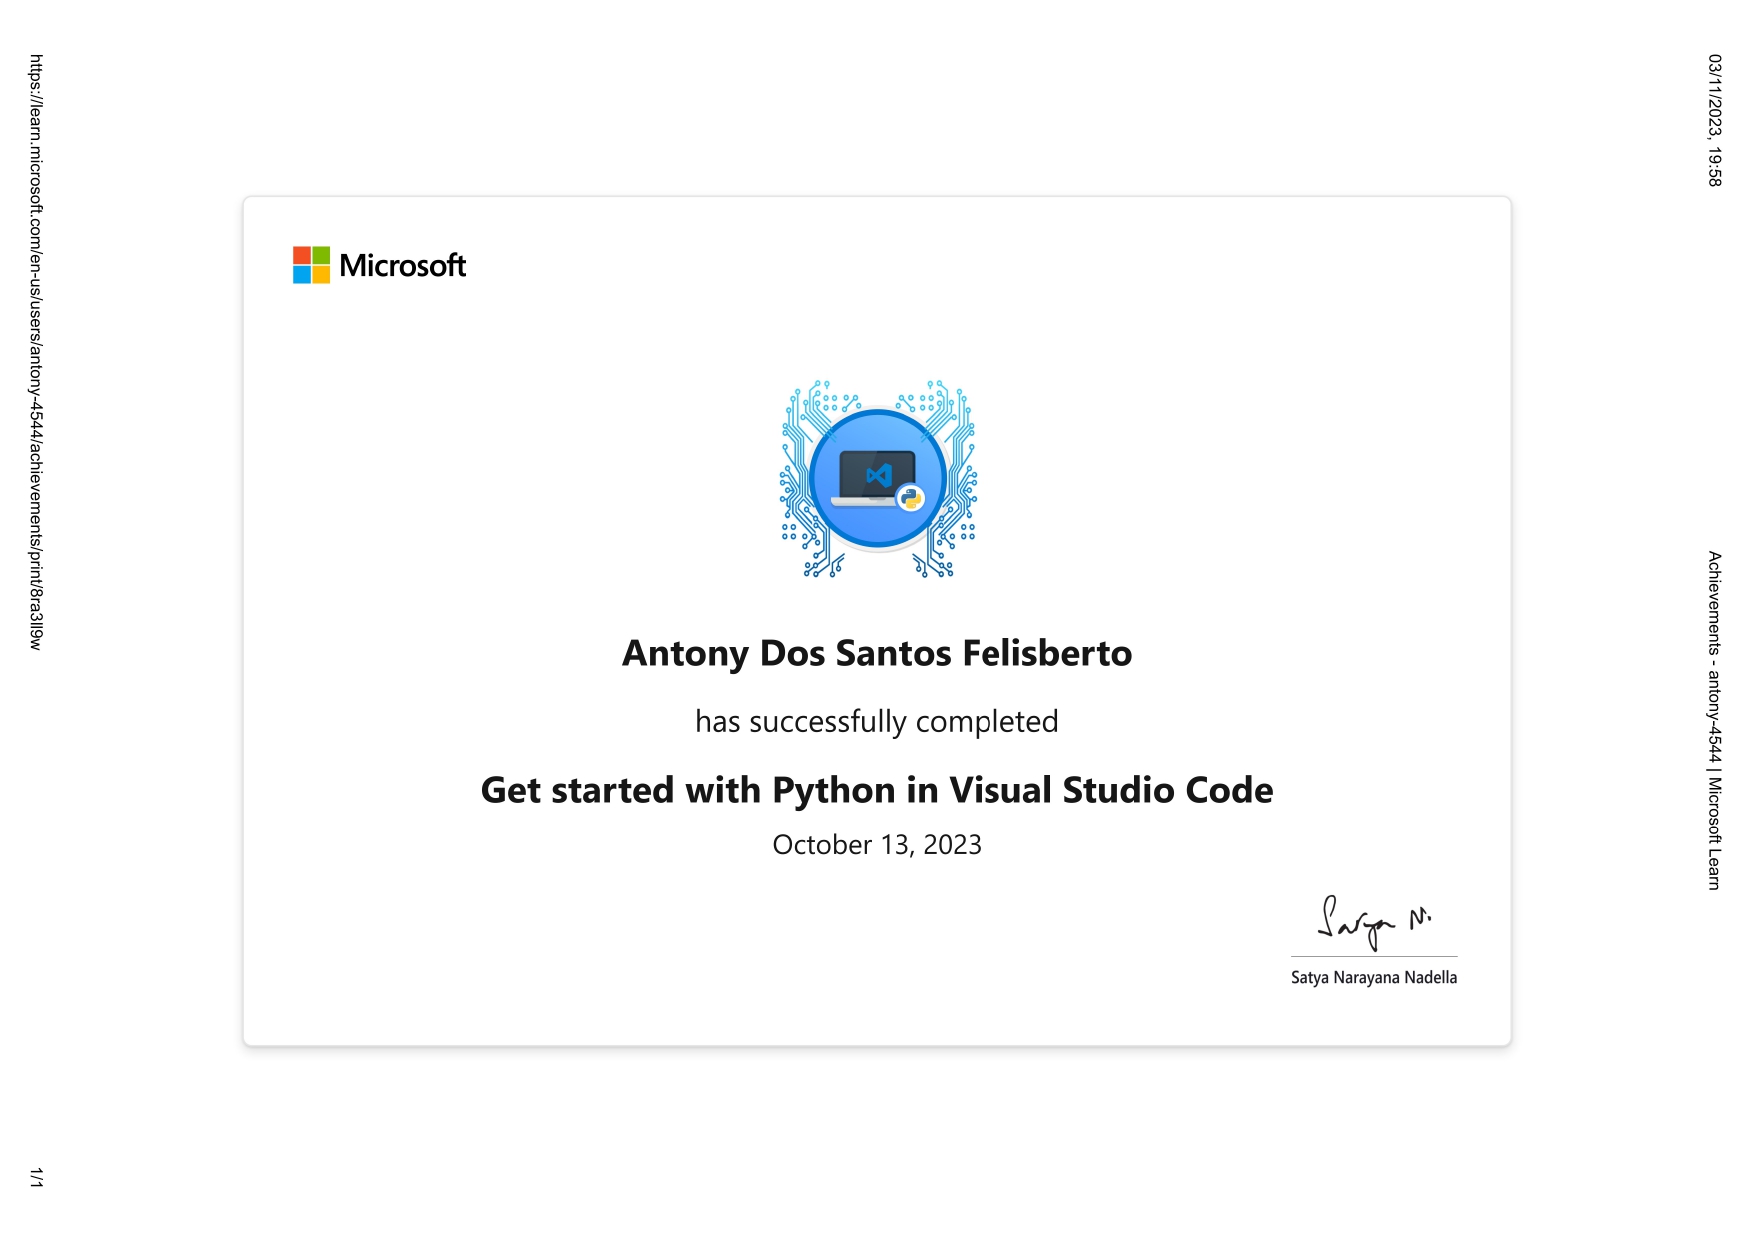 03/11/2023, 19:58
Achievements - antony-4544 | Microsoft Learn
Microsoft
Antony Dos Santos Felisberto
has successfully completed
Get started with Python in Visual Studio Code
October 13, 2023
Satya N.
Satya Narayana Nadella
https://learn.microsoft.com/en-us/users/antony-4544/achievements/print/8ra3ll9w
1/1